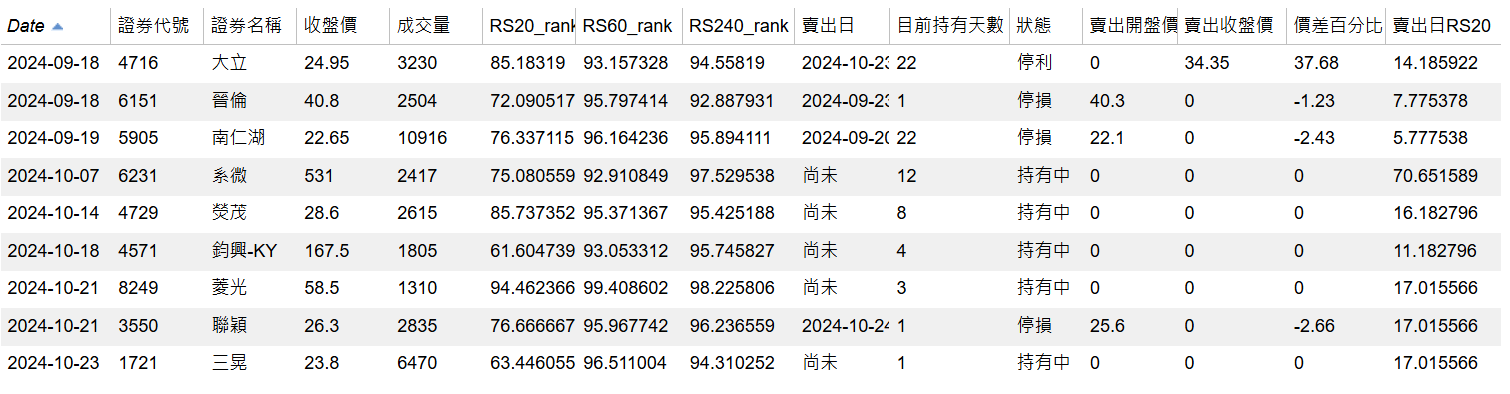 Date 證券代號 證券名稱 收盤價 成交量 RS20_rank RS60_rank RS240_rank 賣出日 目前持有天數 狀態 賣出開盤價 賣出收盤價 價差百分比 賣出日RS20
2024-09-18 4716 大立 24.95 3230 85.18319 93.157328 94.55819 2024-10-23 22 停利 0 34.35 37.68 14.185922
2024-09-18 6151 晉倫 40.8 2504 72.090517 95.797414 92.887931 2024-09-23 1 停損 40.3 0 -1.23 7.775378
2024-09-19 5905 南仁湖 22.65 10916 76.337115 96.164236 95.894111 2024-09-20 22 停損 22.1 0 -2.43 5.777538
2024-10-07 6231 系微 531 2417 75.080559 92.910849 97.529538 尚未 12 持有中 0 0 0 70.651589
2024-10-14 4729 熒茂 28.6 2615 85.737352 95.371367 95.425188 尚未 8 持有中 0 0 0 16.182796
2024-10-18 4571 鈞興-KY 167.5 1805 61.604739 93.053312 95.745827 尚未 4 持有中 0 0 0 11.182796
2024-10-21 8249 菱光 58.5 1310 94.462366 99.408602 98.225806 尚未 3 持有中 0 0 0 17.015566
2024-10-21 3550 聯穎 26.3 2835 76.666667 95.967742 96.236559 2024-10-24 1 停損 25.6 0 -2.66 17.015566
2024-10-23 1721 三晃 23.8 6470 63.446055 96.511004 94.310252 尚未 1 持有中 0 0 0 17.015566